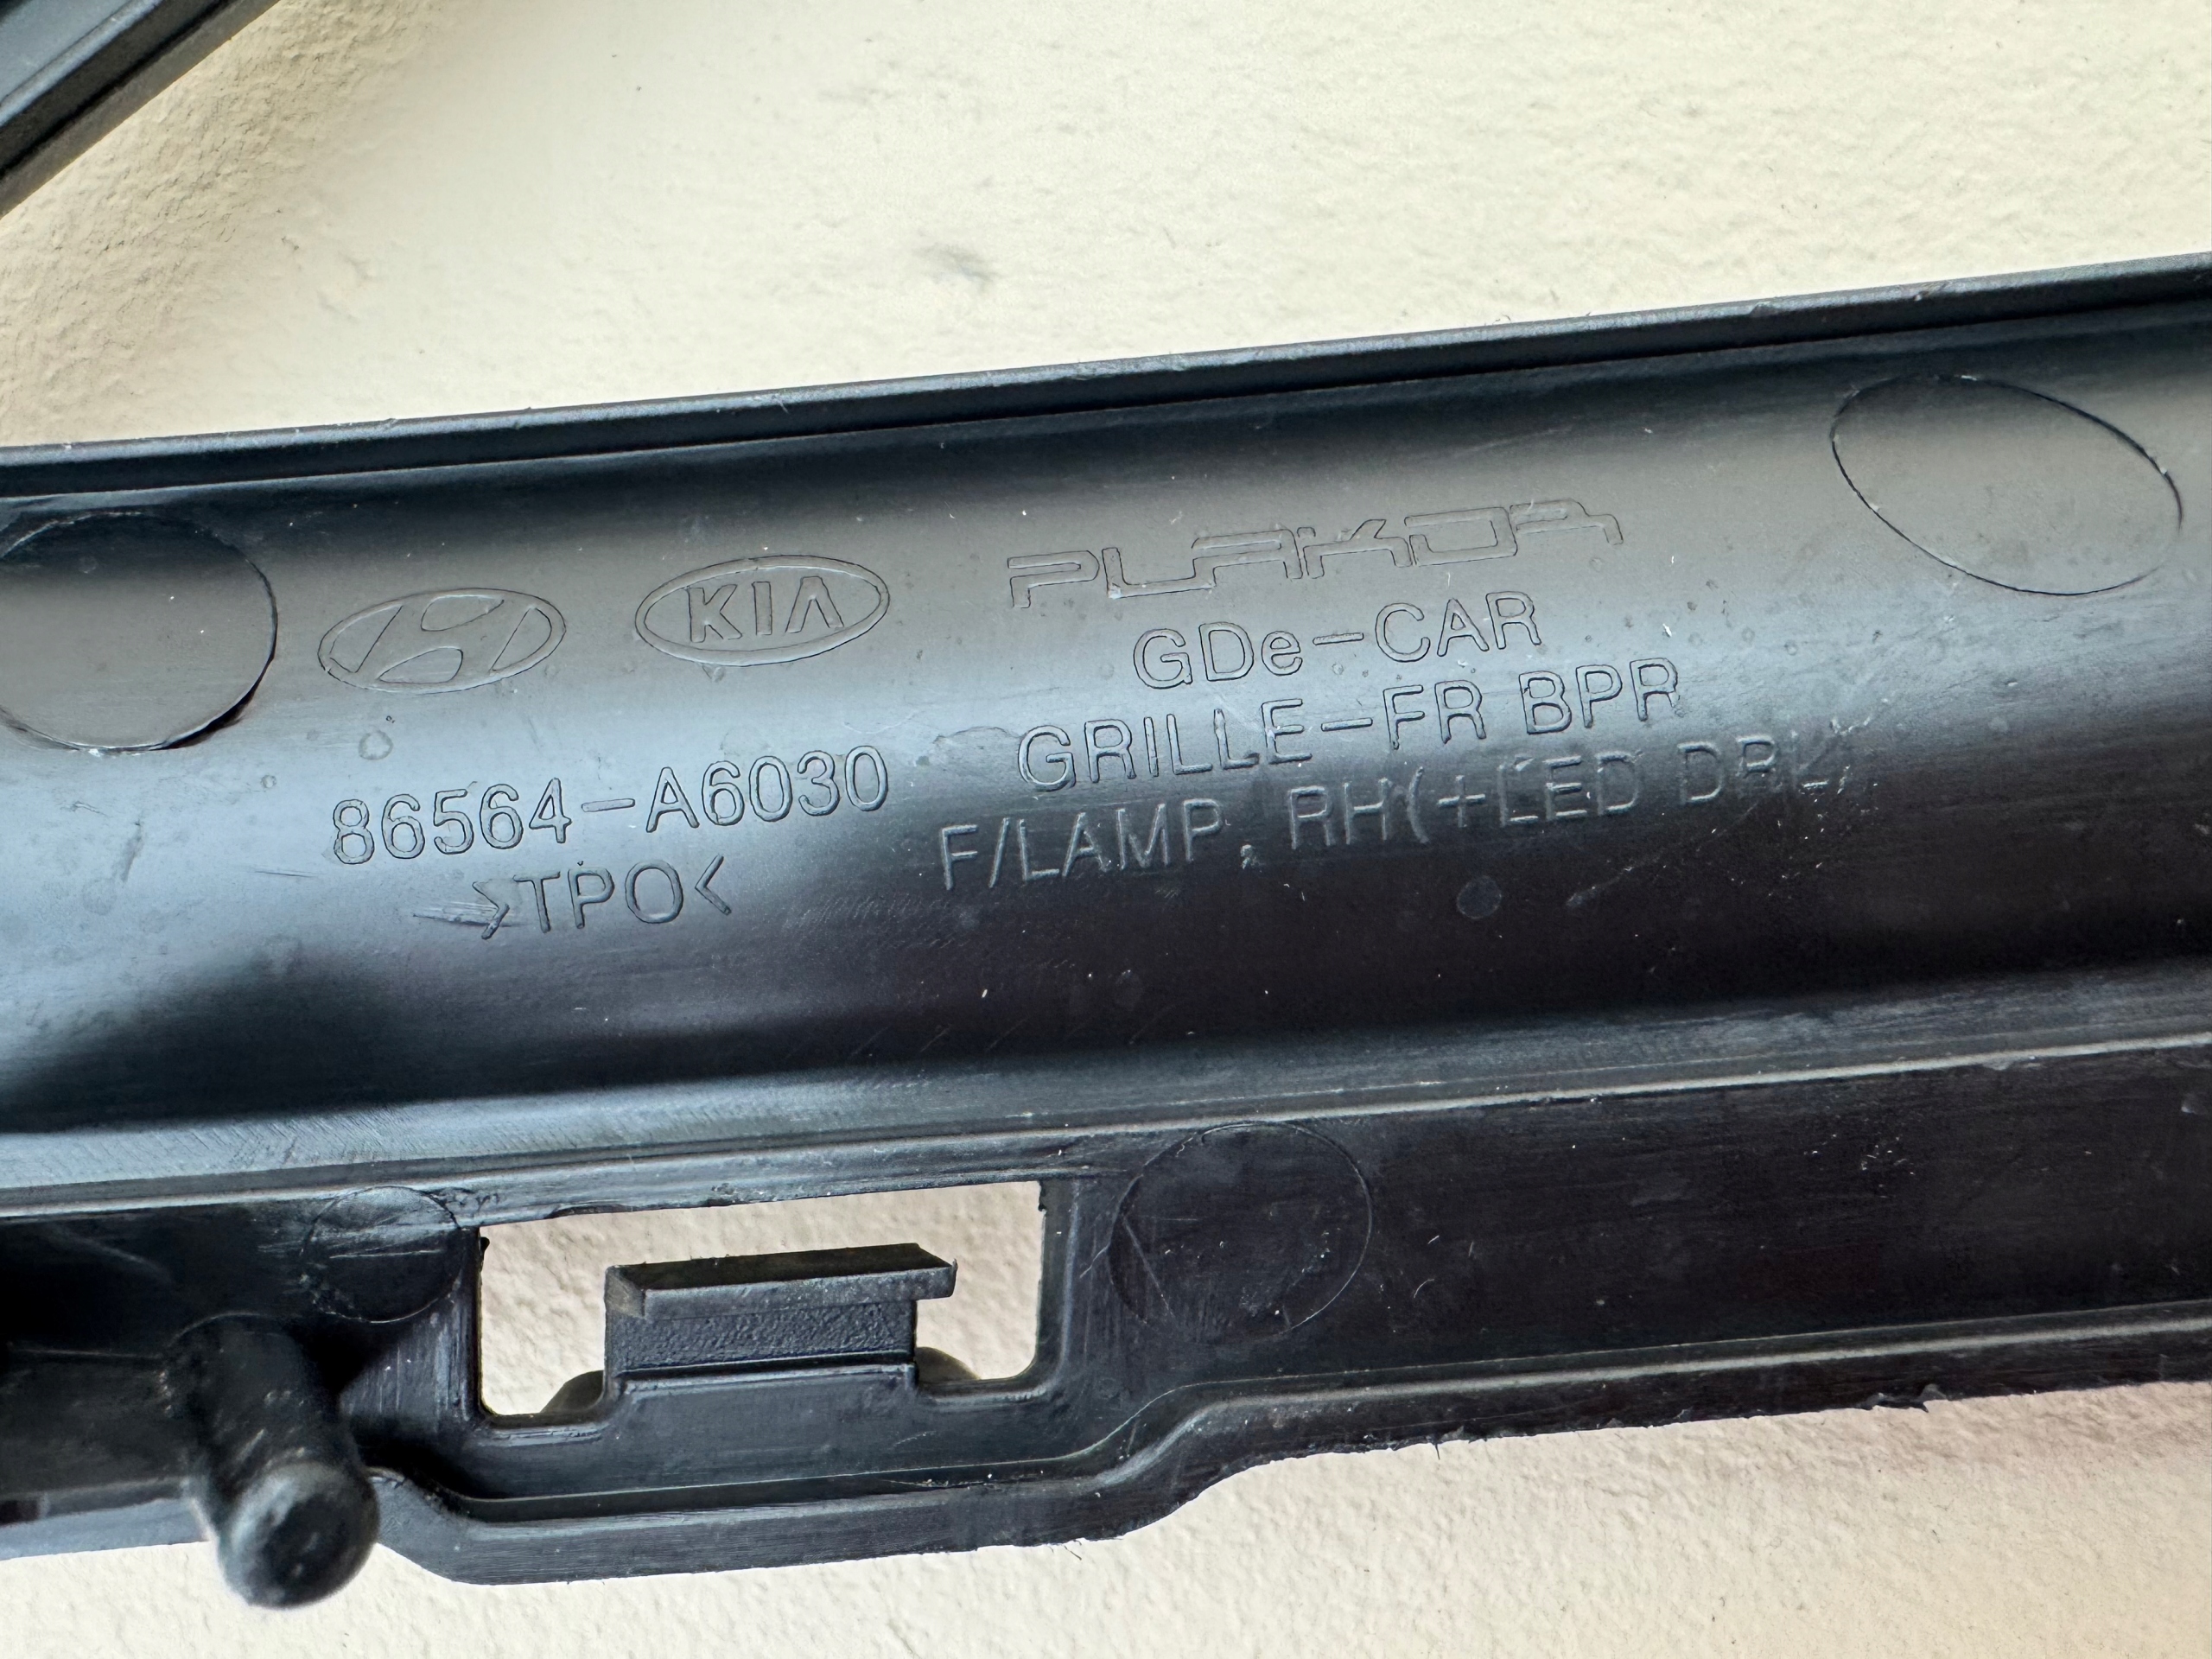 KIA PLAKOR
GDe-CAR
GRILLE-FR BPR
86564-A6030
F/LAMP, RH(+LED DRL)
>TPO<